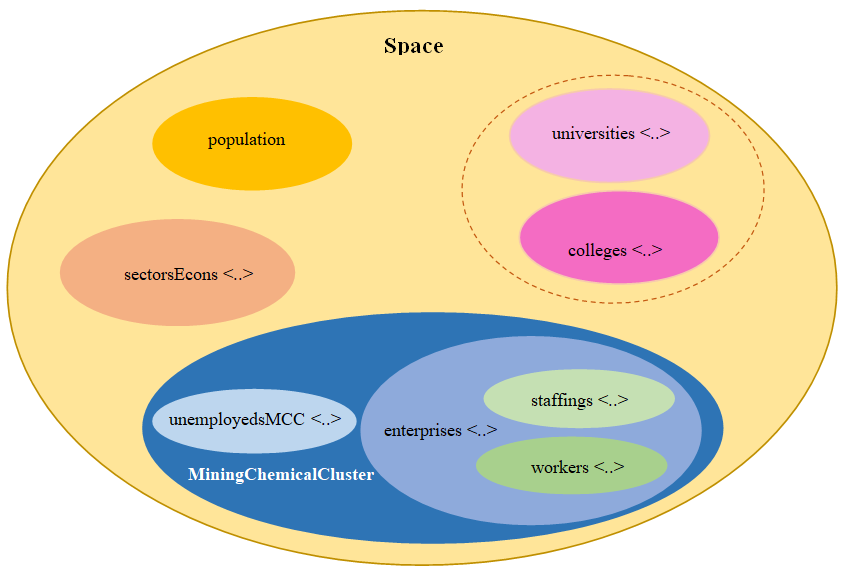 Space
population
universities <..>
colleges <..>
sectorsEcons <..>
unemployedsMCC <..>
enterprises <..>
staffings <..>
workers <..>
MiningChemicalCluster